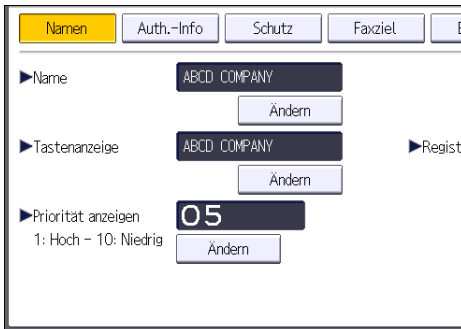 Namen Auth.-Info Schutz Faxziel E
▶Name ABCD COMPANY
Ändern
▶Tastenanzeige ABCD COMPANY ▶Regist
Ändern
▶Priorität anzeigen 05
1: Hoch - 10: Niedrig Ändern